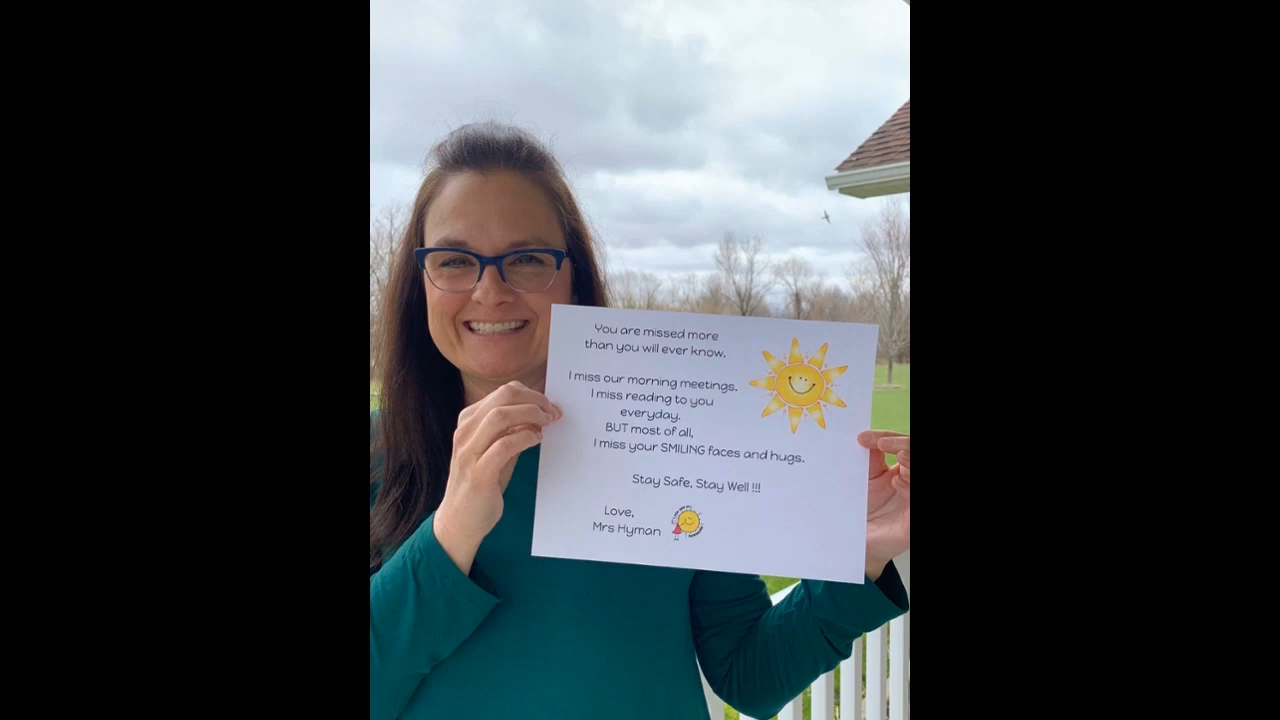 You are missed more
than you will ever know.
I miss our morning meetings.
I miss reading to you
everyday,
BUT most of all,
I miss your SMILING faces and hugs.
Stay Safe, Stay Well !!!
Love,
Mrs Hyman